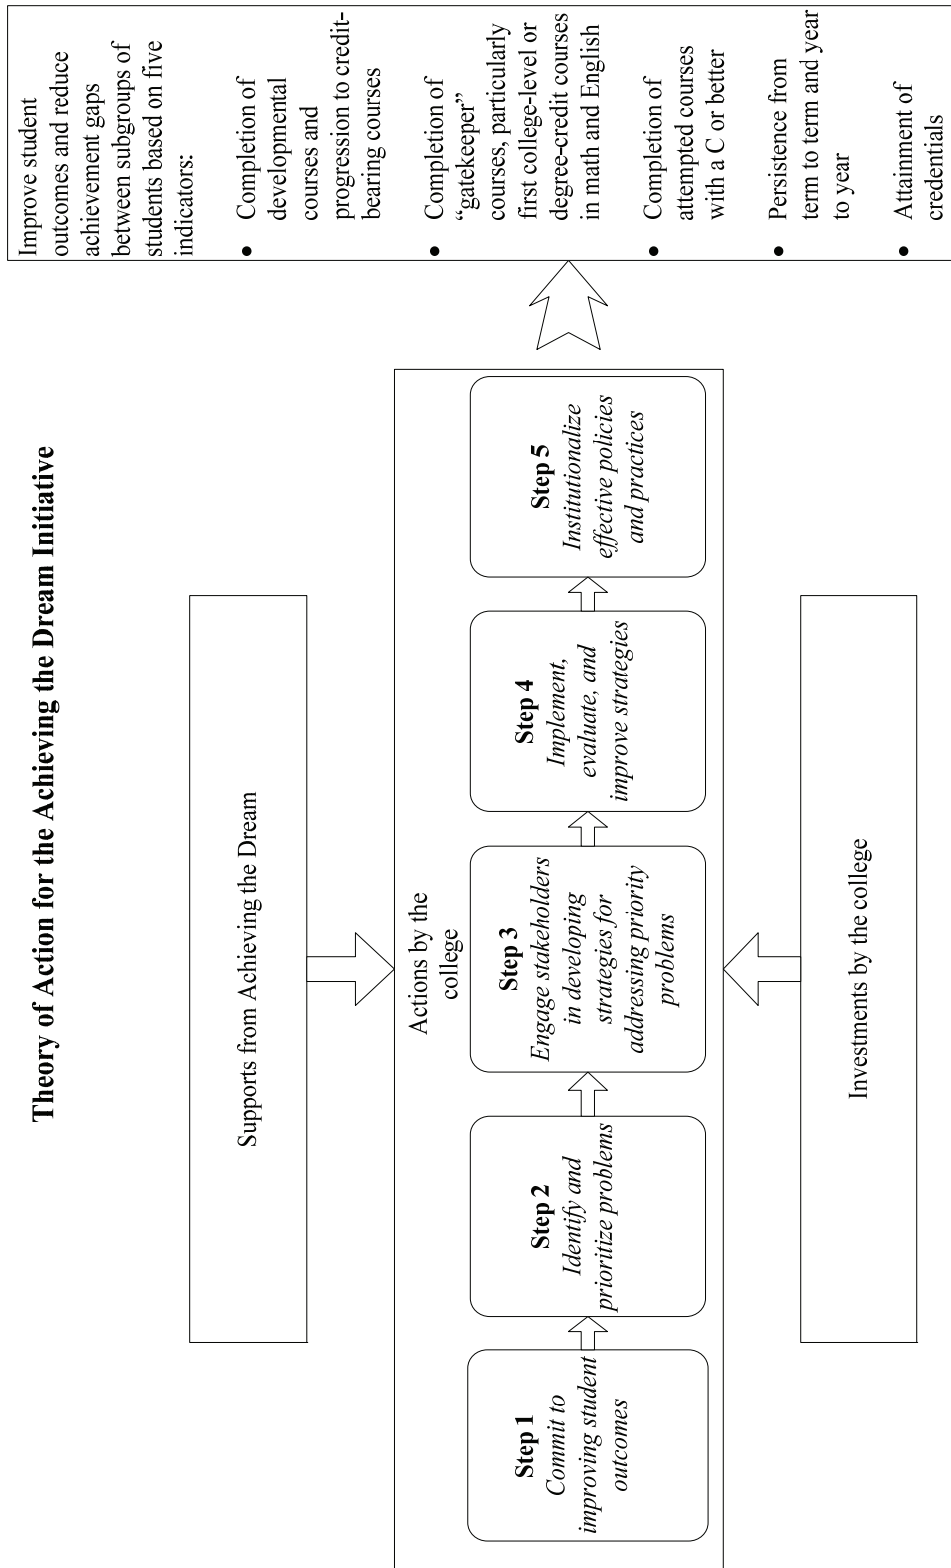 Theory of Action for the Achieving the Dream Initiative
Supports from Achieving the Dream
Actions by the
college
Step 1
Commit to
improving student
outcomes
Step 2
Identify and
prioritize problems
Step 3
Engage stakeholders
in developing
strategies for
addressing priority
problems
Step 4
Implement,
evaluate, and
improve strategies
Step 5
Institutionalize
effective policies
and practices
Investments by the college
Improve student
outcomes and reduce
achievement gaps
between subgroups of
students based on five
indicators:
• Completion of
developmental
courses and
progression to credit-
bearing courses
• Completion of
“gatekeeper”
courses, particularly
first college-level or
degree-credit courses
in math and English
• Completion of
attempted courses
with a C or better
• Persistence from
term to term and year
to year
• Attainment of
credentials